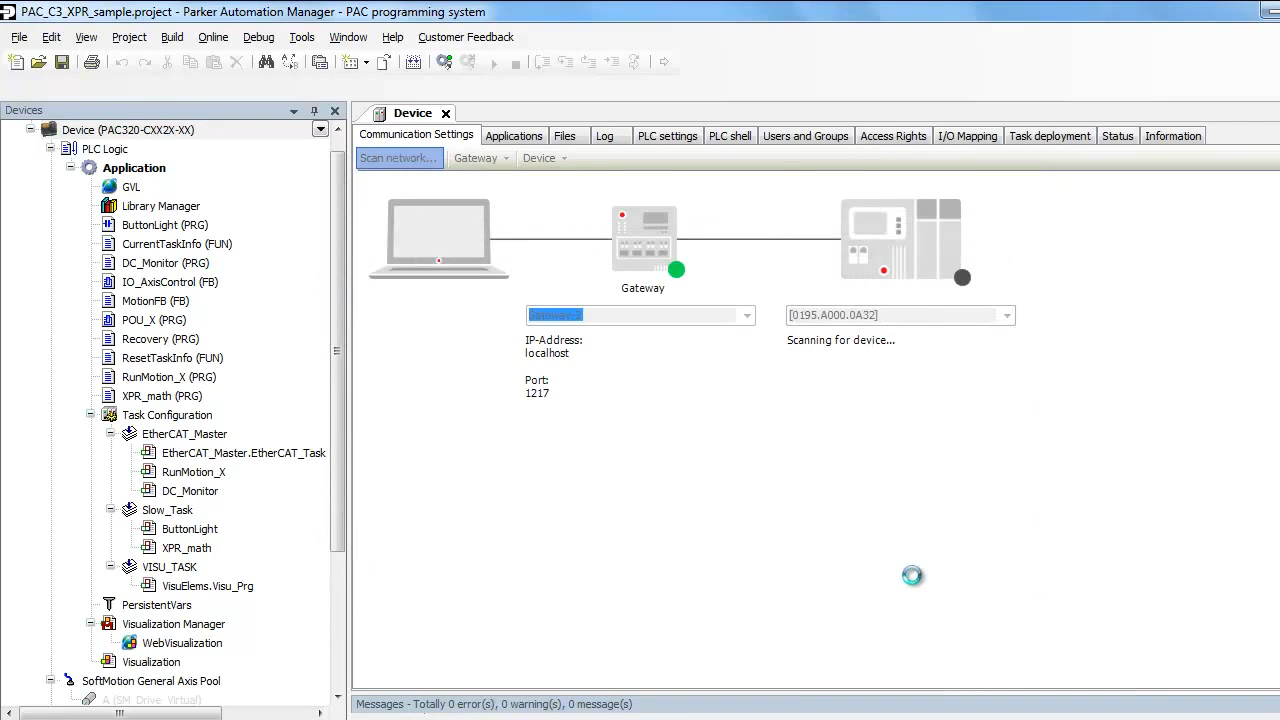 PAC_C3_XPR_sample.project - Parker Automation Manager - PAC programming system
File Edit View Project Build Online Debug Tools Window Help Customer Feedback
Devices
Device (PAC320-CXX2X-XX)
PLC Logic
Application
GVL
Library Manager
ButtonLight (PRG)
CurrentTaskInfo (FUN)
DC_Monitor (PRG)
IO_AxisControl (FB)
MotionFB (FB)
POU_X (PRG)
Recovery (PRG)
ResetTaskInfo (FUN)
RunMotion_X (PRG)
XPR_math (PRG)
Task Configuration
EtherCAT_Master
EtherCAT_Master.EtherCAT_Task
RunMotion_X
DC_Monitor
Slow_Task
ButtonLight
XPR_math
VISU_TASK
VisuElems.Visu_Prg
PersistentVars
Visualization Manager
WebVisualization
Visualization
SoftMotion General Axis Pool
A (SM_Drive_Virtual)
Device
Communication Settings Applications Files Log PLC settings PLC shell Users and Groups Access Rights I/O Mapping Task deployment Status Information
Scan network... Gateway Device
Gateway
Gateway-2
[0195.A000.0A32]
IP-Address:
localhost
Scanning for device...
Port:
1217
Messages - Totally 0 error(s), 0 warning(s), 0 message(s)